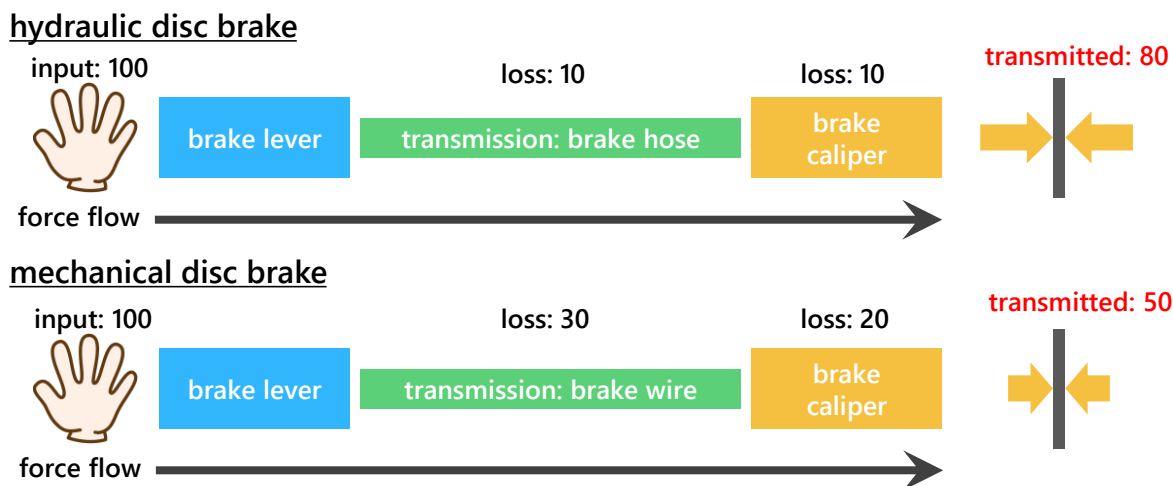 hydraulic disc brake
input: 100
loss: 10
loss: 10
transmitted: 80
brake lever
transmission: brake hose
brake
caliper
force flow
mechanical disc brake
input: 100
loss: 30
loss: 20
transmitted: 50
brake lever
transmission: brake wire
brake
caliper
force flow